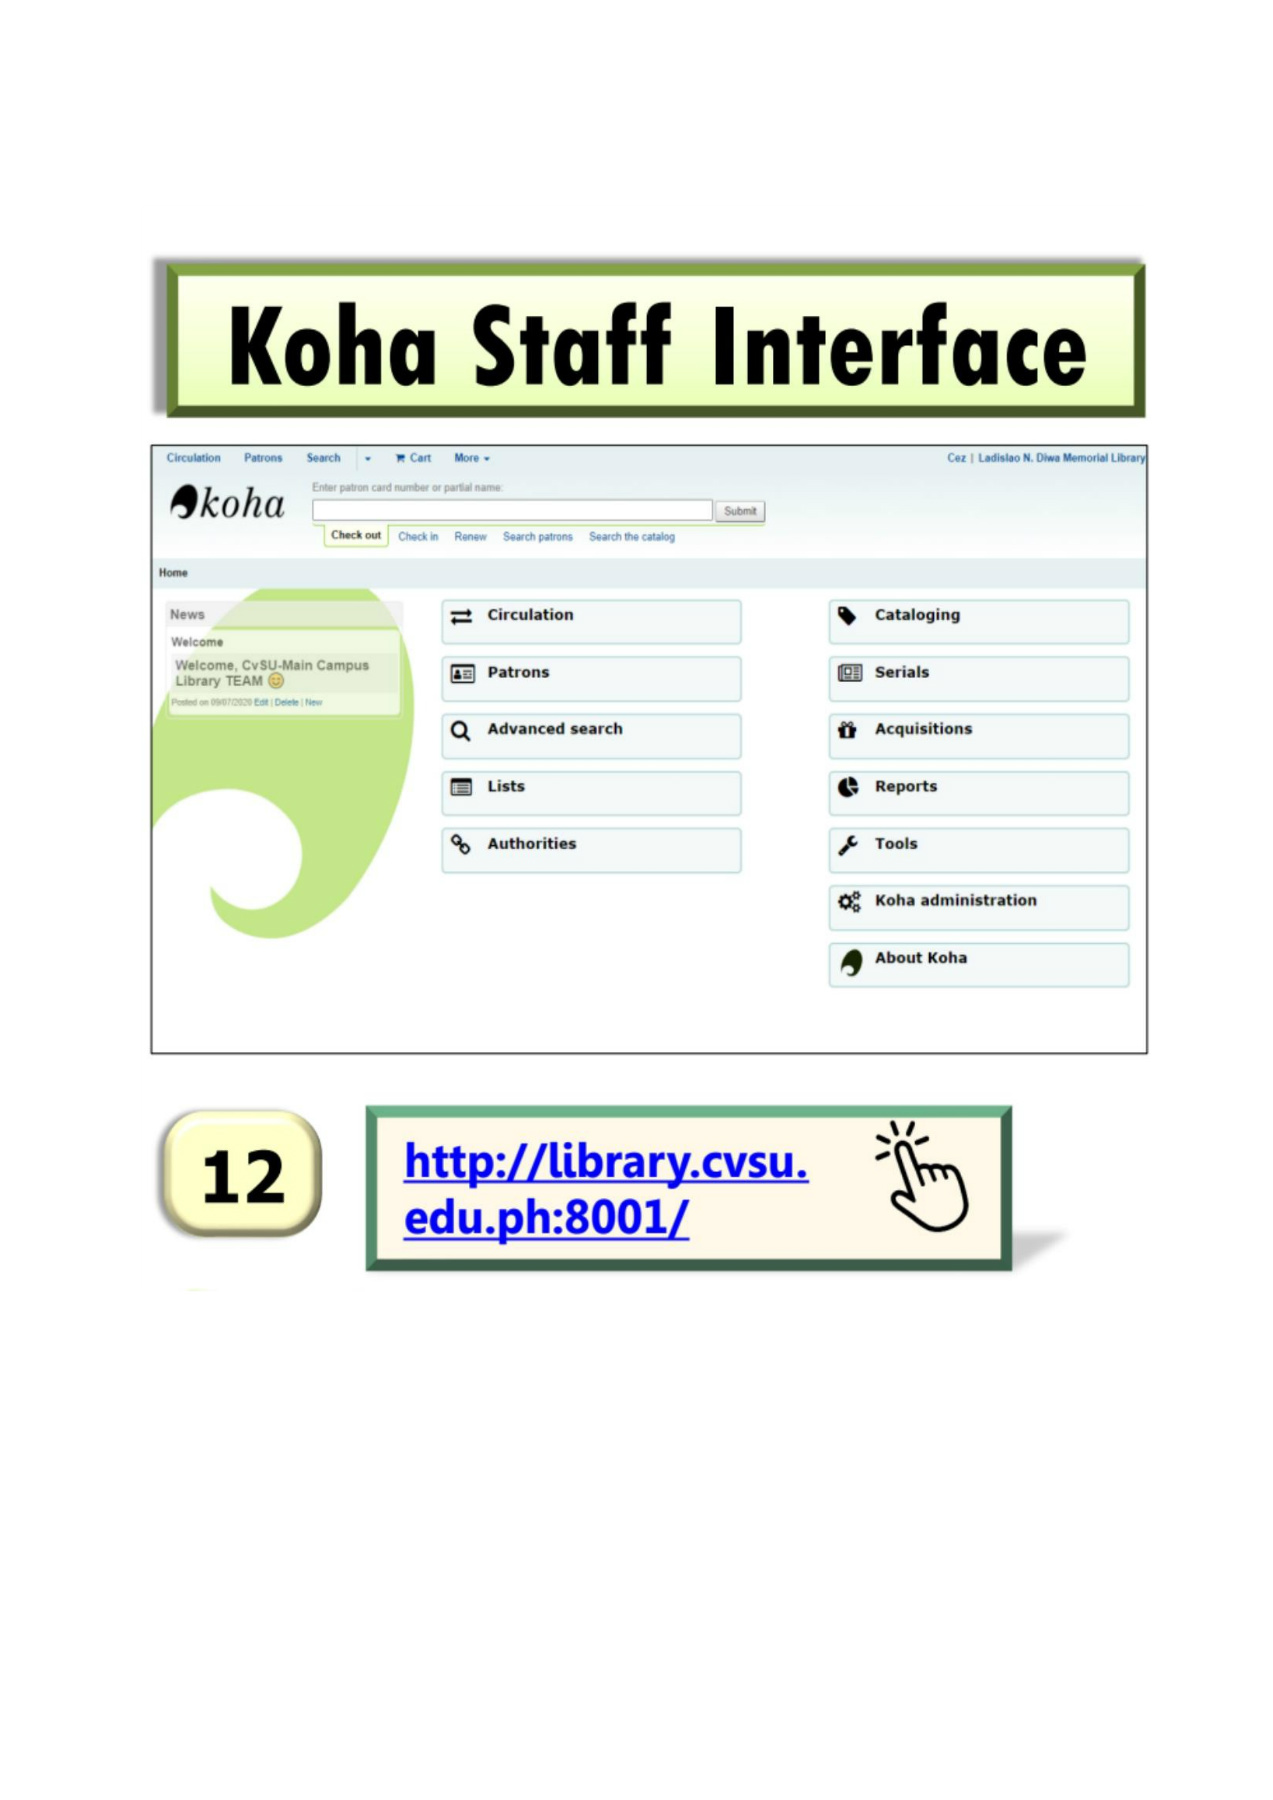 Koha Staff Interface
Circulation Patrons Search Cart More Cez | Ladislao N. Diwa Memorial Library
koha
Enter patron card number or partial name:
Submit
Check out Check in Renew Search patrons Search the catalog
Home
News
Welcome
Welcome, CvSU-Main Campus
Library TEAM
Posted on 09/07/2020 Edit | Delete | New
Circulation
Patrons
Advanced search
Lists
Authorities
Cataloging
Serials
Acquisitions
Reports
Tools
Koha administration
About Koha
12
http://library.cvsu.
edu.ph:8001/